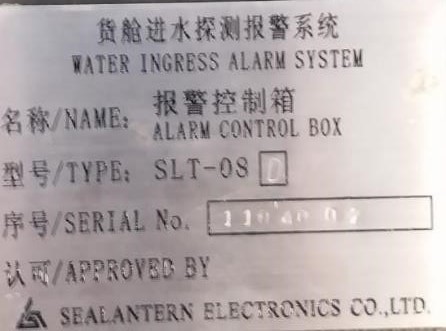 货舱进水探测报警系统
WATER INGRESS ALARM SYSTEM
名称/NAME: 报警控制箱
ALARM CONTROL BOX
型号/TYPE: SLT-08
序号/SERIAL No.
认可/APPROVED BY
SEALANTERN ELECTRONICS CO.,LTD.